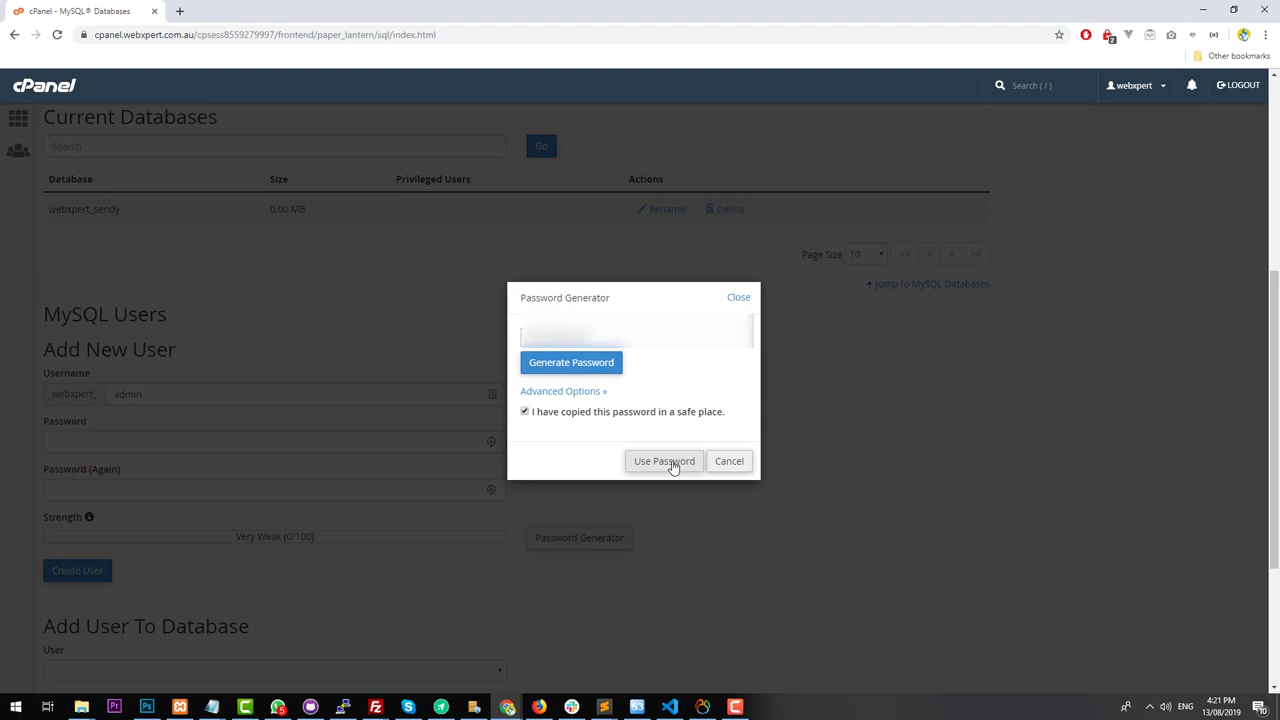 cPanel - MySQL® Databases
cpanel.webxpert.com.au/cpsess8559279997/frontend/paper_lantern/sql/index.html
2
Other bookmarks
cPanel
Search ( / )
webxpert
LOGOUT
Current Databases
Search
Go
Database Size Privileged Users Actions
webxpert_sendy 0.00 MB Rename Delete
Page Size 10 << < > >>
Jump to MySQL Databases
Password Generator Close
Generate Password
Advanced Options »
I have copied this password in a safe place.
Use Password Cancel
MySQL Users
Add New User
Username
webxpert_ admin
Password
Password (Again)
Strength
Very Weak (0/100)
Password Generator
Create User
Add User To Database
User
ENG
4:21 PM
13/08/2019
10